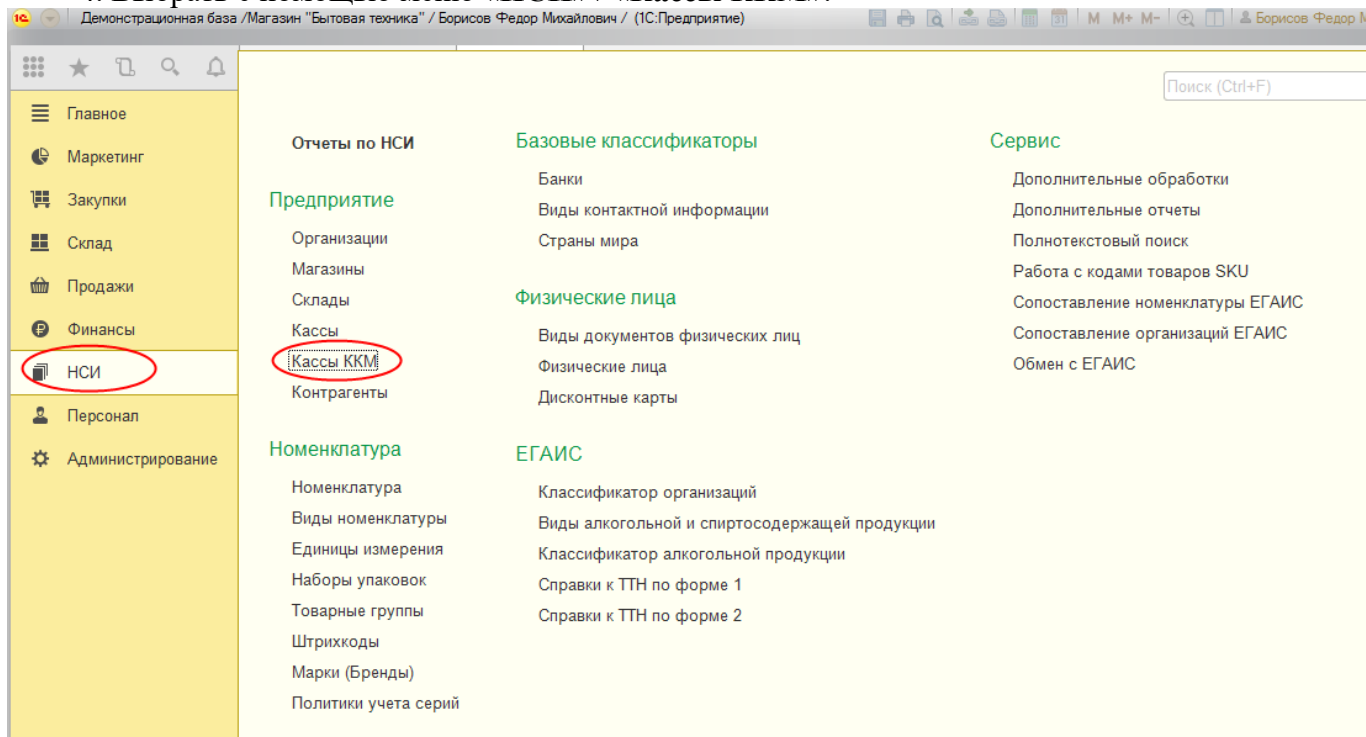 Демонстрационная база /Магазин "Бытовая техника" / Борисов Федор Михайлович / (1С:Предприятие)
M M+ M- Борисов Федор М
Поиск (Ctrl+F)
Главное
Маркетинг
Закупки
Склад
Продажи
Финансы
НСИ
Персонал
Администрирование
Отчеты по НСИ
Предприятие
Организации
Магазины
Склады
Кассы
Кассы ККМ
Контрагенты
Номенклатура
Номенклатура
Виды номенклатуры
Единицы измерения
Наборы упаковок
Товарные группы
Штрихкоды
Марки (Бренды)
Политики учета серий
Базовые классификаторы
Банки
Виды контактной информации
Страны мира
Физические лица
Виды документов физических лиц
Физические лица
Дисконтные карты
ЕГАИС
Классификатор организаций
Виды алкогольной и спиртосодержащей продукции
Классификатор алкогольной продукции
Справки к ТТН по форме 1
Справки к ТТН по форме 2
Сервис
Дополнительные обработки
Дополнительные отчеты
Полнотекстовый поиск
Работа с кодами товаров SKU
Сопоставление номенклатуры ЕГАИС
Сопоставление организаций ЕГАИС
Обмен с ЕГАИС